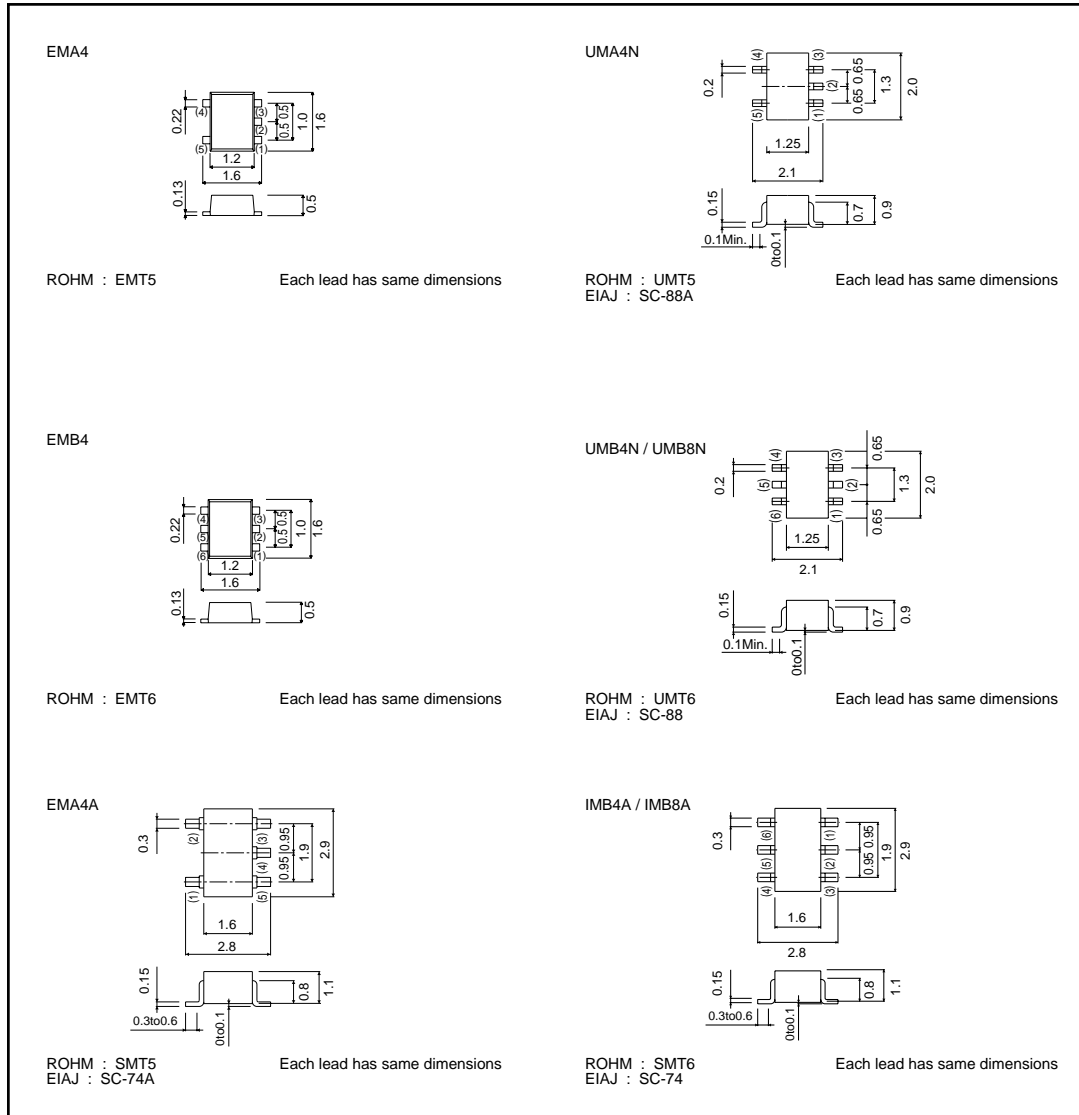 EMA4
0.22
(4)
(3)
(2)
(5)
(1)
0.5 0.5
1.0
1.6
1.2
1.6
0.13
0.5
ROHM : EMT5
Each lead has same dimensions
UMA4N
(4)
(3)
0.2
(2)
(5)
(1)
0.65 0.65
1.3
2.0
1.25
2.1
0.15
0.7
0.9
0.1Min.
0to0.1
ROHM : UMT5
EIAJ : SC-88A
Each lead has same dimensions
EMB4
0.22
(4)
(3)
(5)
(2)
(6)
(1)
0.5 0.5
1.0
1.6
1.2
1.6
0.13
0.5
ROHM : EMT6
Each lead has same dimensions
UMB4N / UMB8N
(4)
(3)
0.65
0.2
(5)
(2)
1.3
2.0
(6)
(1)
0.65
1.25
2.1
0.15
0.7
0.9
0.1Min.
0to0.1
ROHM : UMT6
EIAJ : SC-88
Each lead has same dimensions
EMA4A
0.3
(2)
(3)
(4)
(1)
(5)
0.95 0.95
1.9
2.9
1.6
2.8
0.15
0.8
1.1
0.3to0.6
0to0.1
ROHM : SMT5
EIAJ : SC-74A
Each lead has same dimensions
IMB4A / IMB8A
0.3
(6)
(1)
(5)
(2)
(4)
(3)
0.95 0.95
1.9
2.9
1.6
2.8
0.15
0.8
1.1
0.3to0.6
0to0.1
ROHM : SMT6
EIAJ : SC-74
Each lead has same dimensions